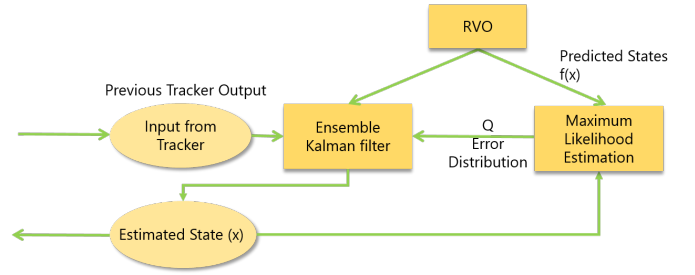 RVO
Predicted States
f(x)
Previous Tracker Output
Input from
Tracker
Ensemble
Kalman filter
Q
Error
Distribution
Maximum
Likelihood
Estimation
Estimated State (x)